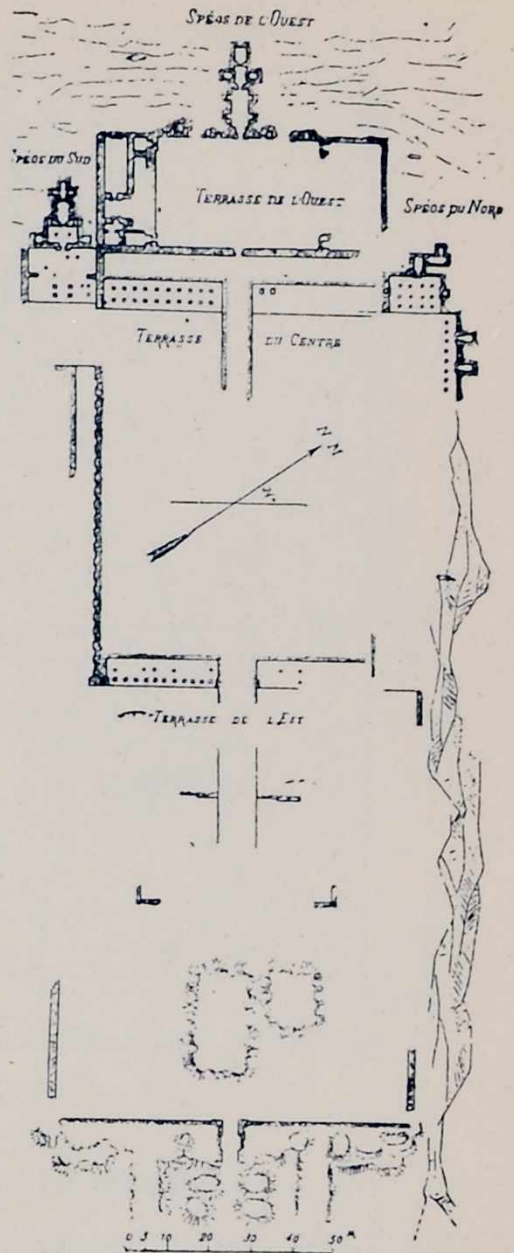 SPÉOS DE L'OUEST
SPÉOS DU SUD
TERRASSE DE L'OUEST
SPÉOS DU NORD
TERRASSE DU CENTRE
TERRASSE DE L'EST
0 5 10 20 30 40 50 M